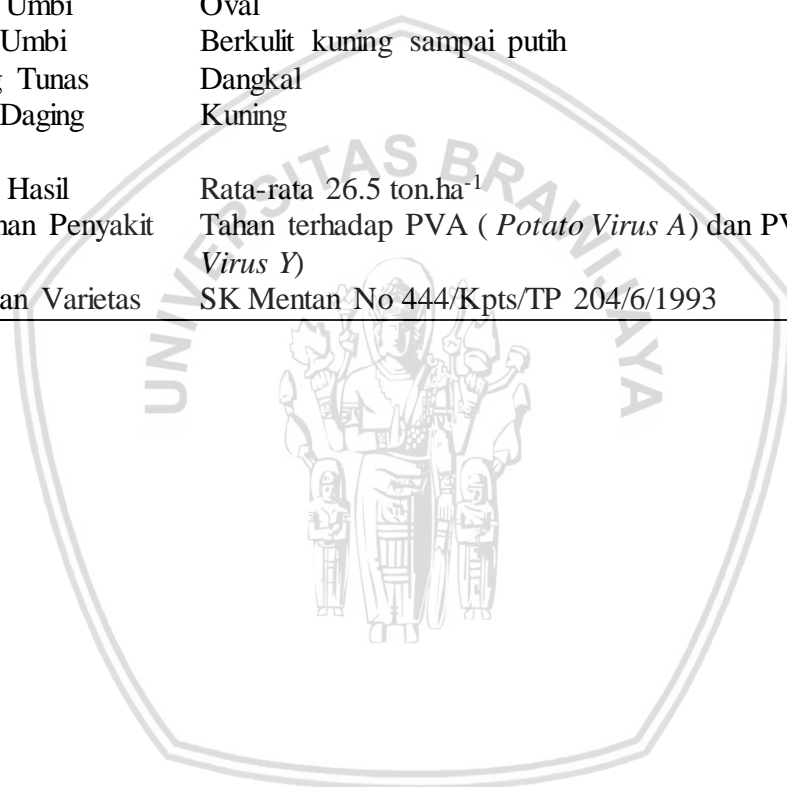 Umbi Oval
Umbi Berkulit kuning sampai putih
Tunas Dangkal
Daging Kuning
Hasil Rata-rata 26.5 ton.ha-1
Penyakit Tahan terhadap PVA ( Potato Virus A) dan
Virus Y)
Varietas SK Mentan No 444/Kpts/TP 204/6/1993
UNIVERSITAS BRAWIJAYA